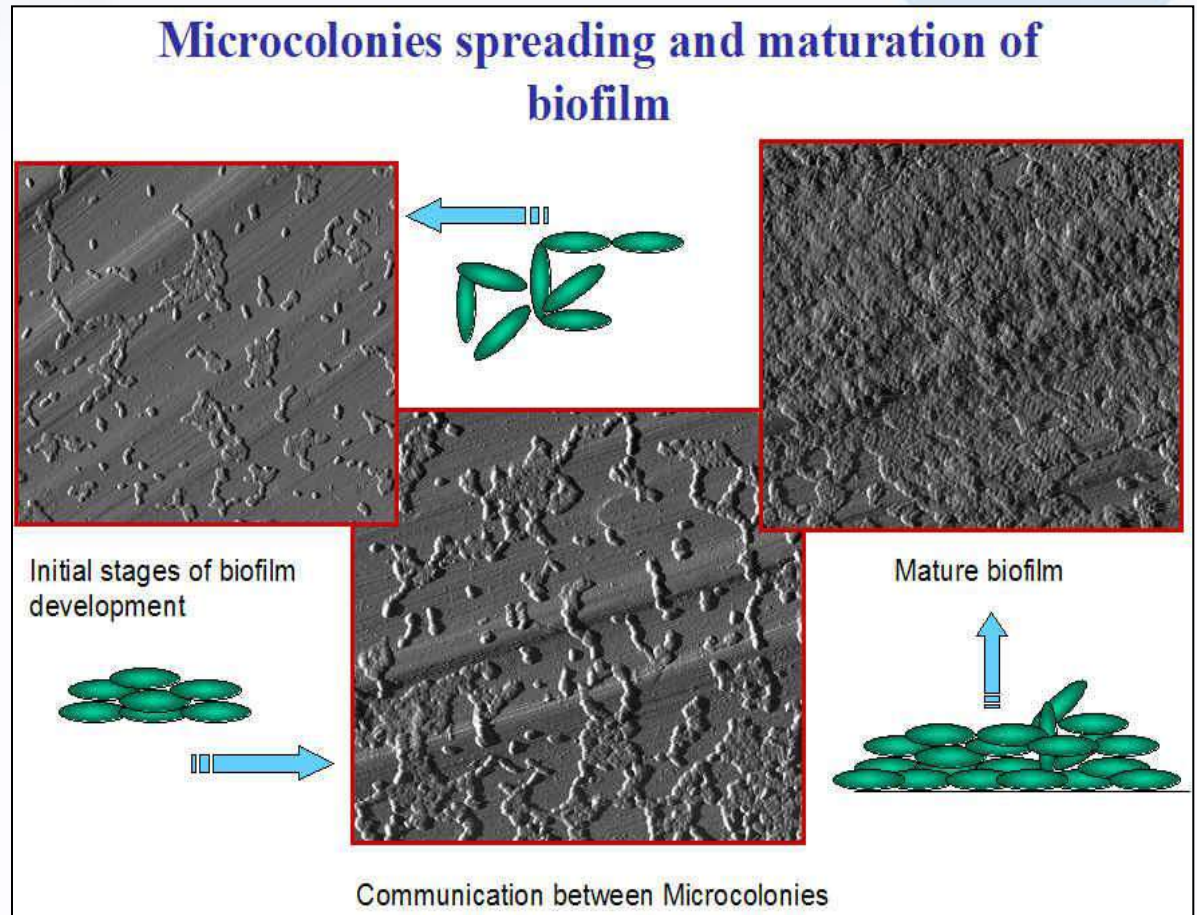 Microcolonies spreading and maturation of
biofilm
Initial stages of biofilm
development
Mature biofilm
Communication between Microcolonies